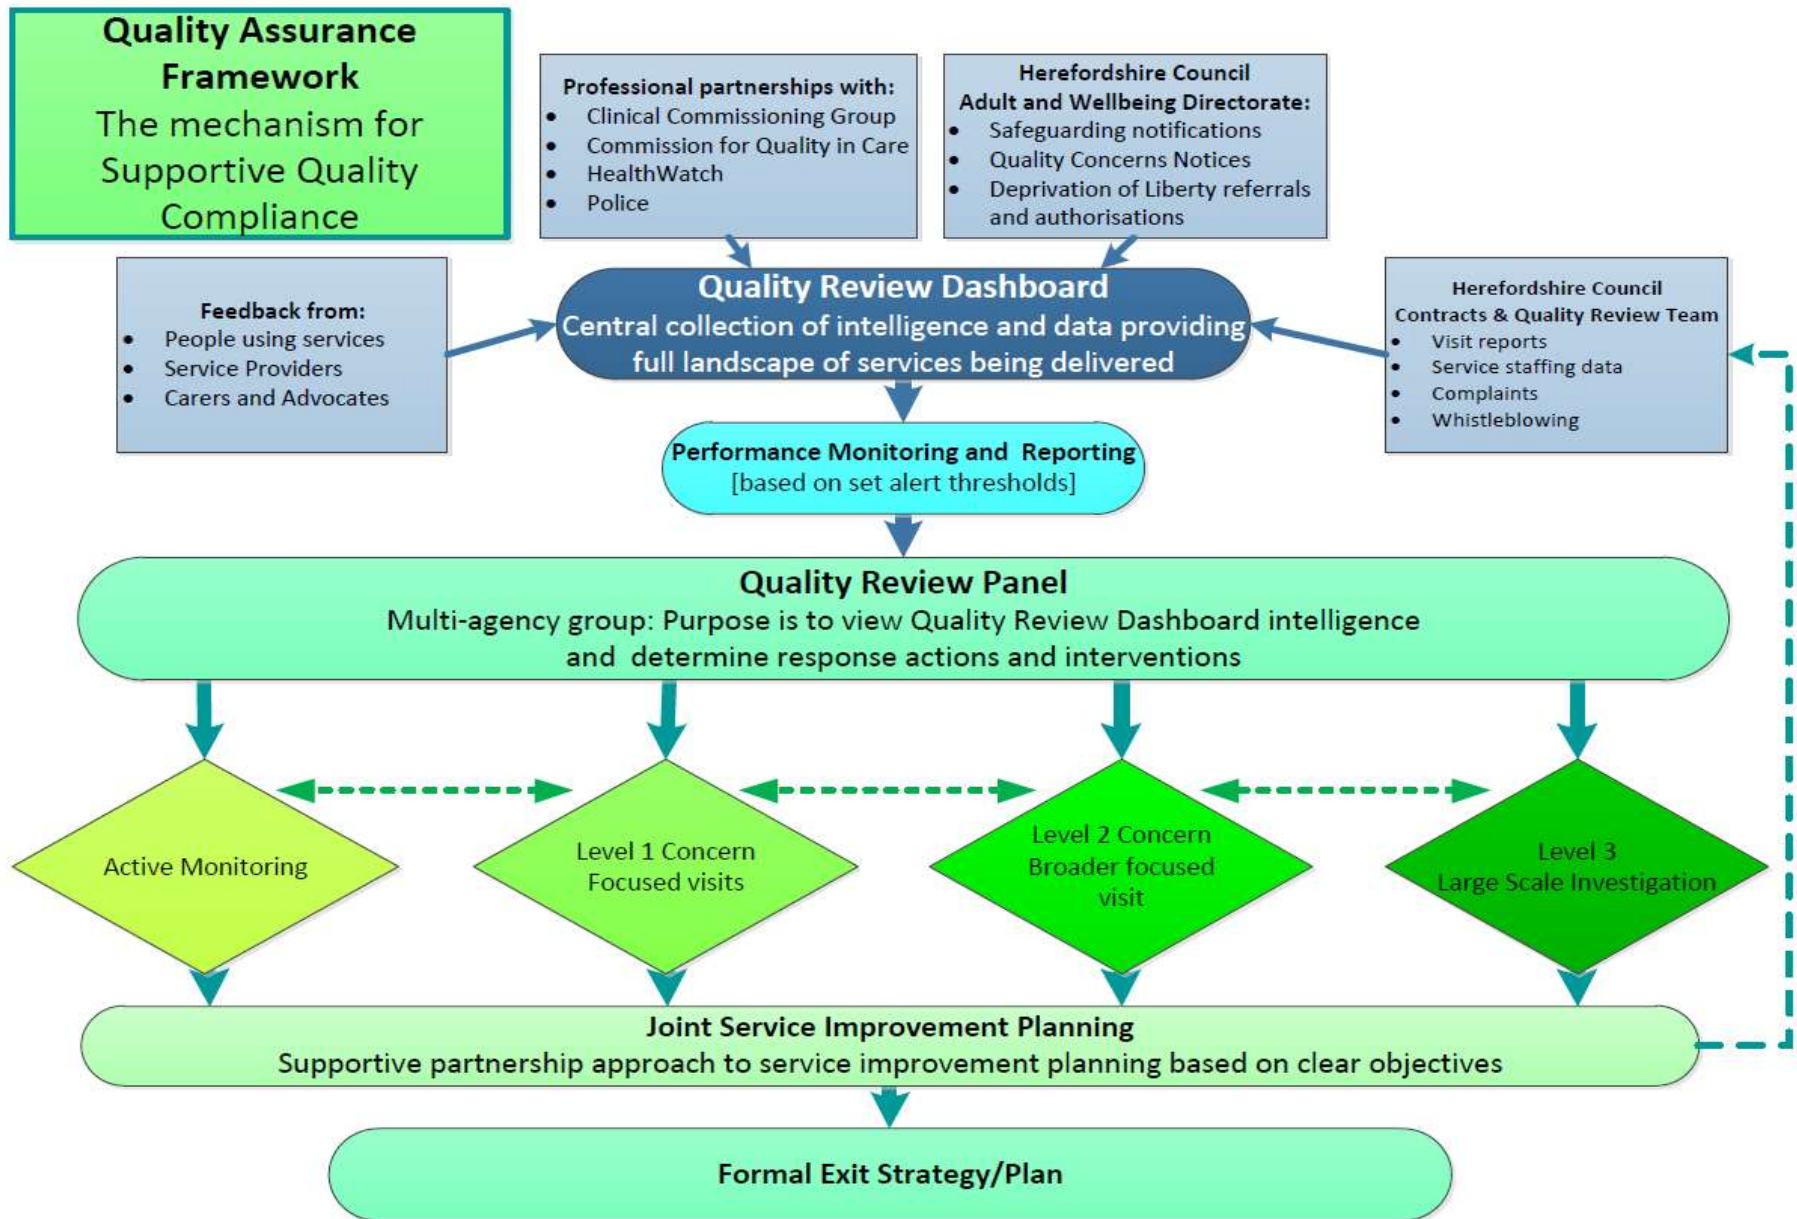 Quality Assurance
Framework
The mechanism for
Supportive Quality
Compliance
Professional partnerships with:
• Clinical Commissioning Group
• Commission for Quality in Care
• HealthWatch
• Police
Herefordshire Council
Adult and Wellbeing Directorate:
• Safeguarding notifications
• Quality Concerns Notices
• Deprivation of Liberty referrals
and authorisations
Feedback from:
• People using services
• Service Providers
• Carers and Advocates
Quality Review Dashboard
Central collection of intelligence and data providing
full landscape of services being delivered
Herefordshire Council
Contracts & Quality Review Team
• Visit reports
• Service staffing data
• Complaints
• Whistleblowing
Performance Monitoring and Reporting
[based on set alert thresholds]
Quality Review Panel
Multi-agency group: Purpose is to view Quality Review Dashboard intelligence
and determine response actions and interventions
Active Monitoring
Level 1 Concern
Focused visits
Level 2 Concern
Broader focused
visit
Level 3
Large Scale Investigation
Joint Service Improvement Planning
Supportive partnership approach to service improvement planning based on clear objectives
Formal Exit Strategy/Plan